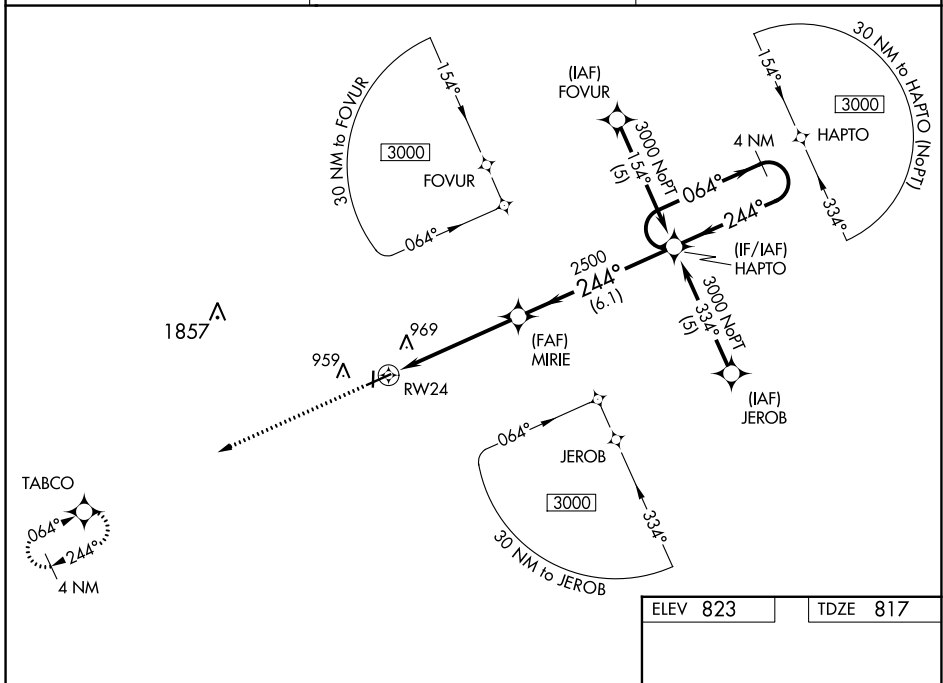 30 NM to FOVUR
154°
3000
FOVUR
064°
(IAF)
FOVUR
3000 NoPT
154°
(5)
4 NM
064°
244°
(IF/IAF)
HAPTO
30 NM to HAPTO (NoPT)
154°
3000
HAPTO
334°
2500
244°
(6.1)
3000 NoPT
334°
(5)
(IAF)
JEROB
(FAF)
MIRIE
1857
969
959
RW24
064°
JEROB
3000
334°
30 NM to JEROB
TABCO
064°
244°
4 NM
ELEV 823
TDZE 817